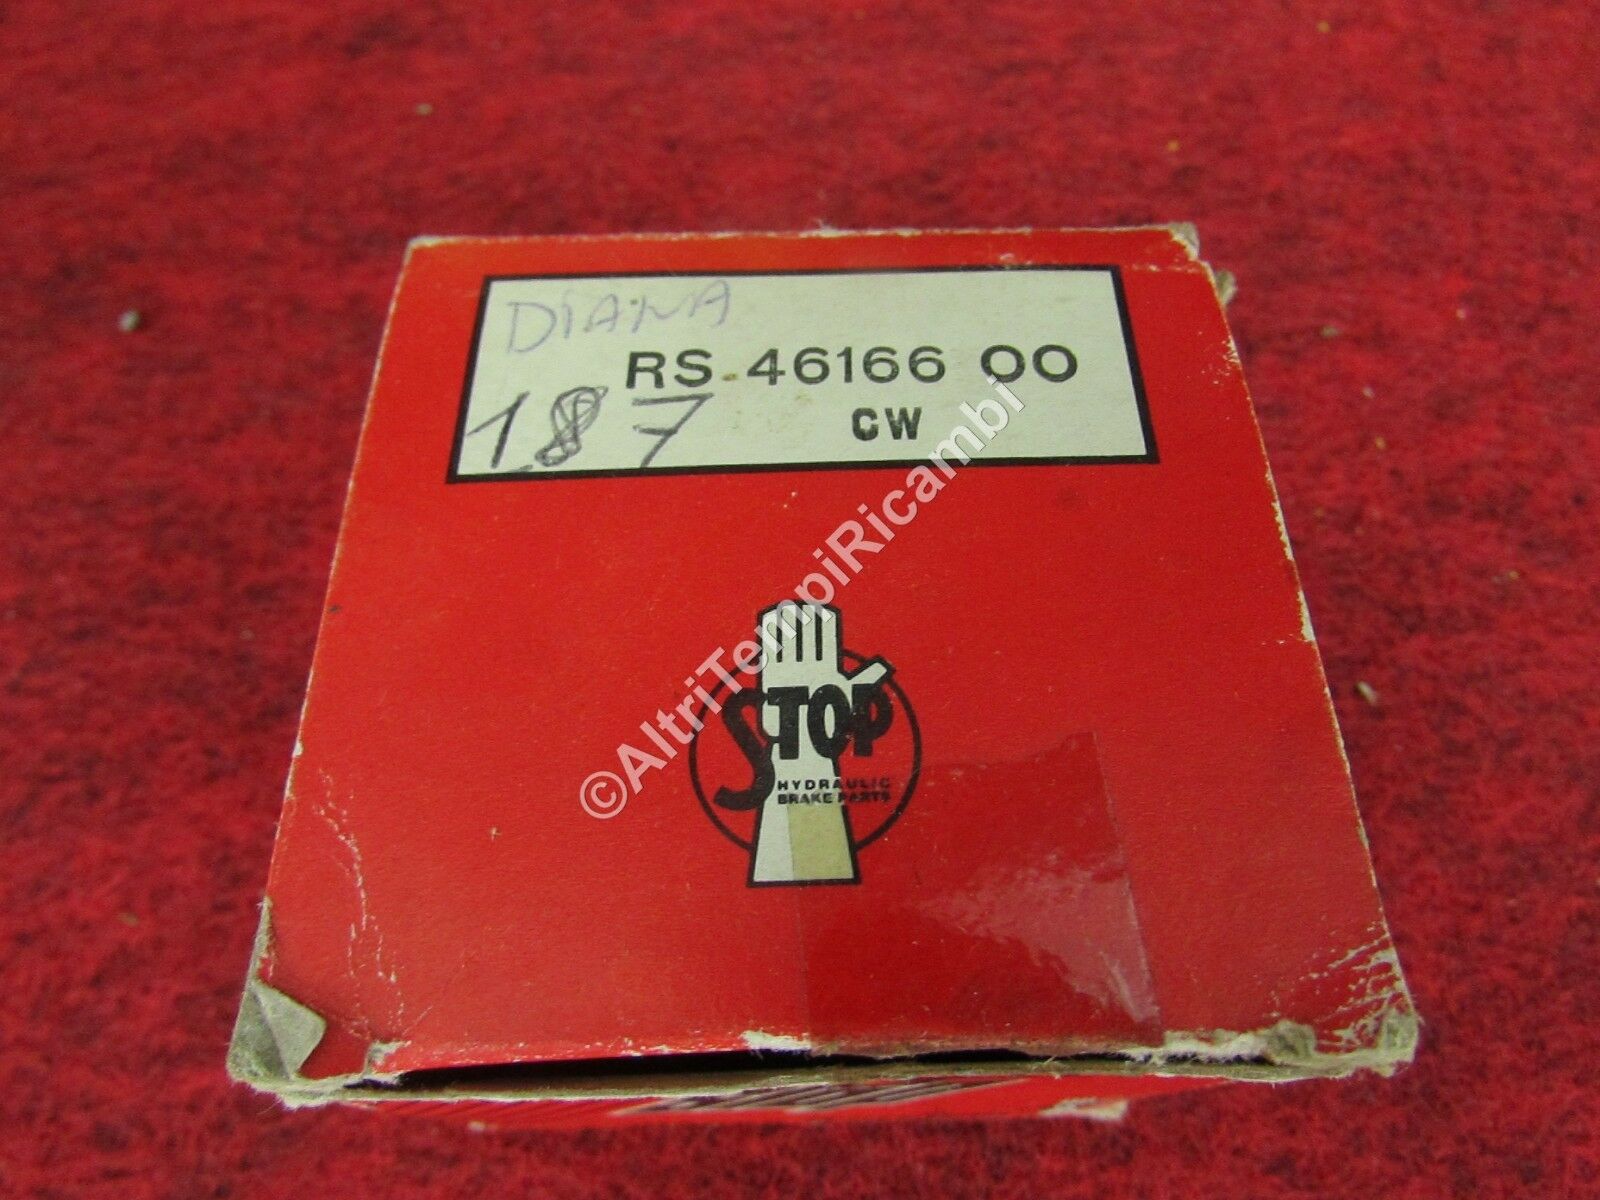 DIANA
RS 46166 00
187 CW
STOP
HYDRAULIC
BRAKE PARTS
©AltriTempiRicambi